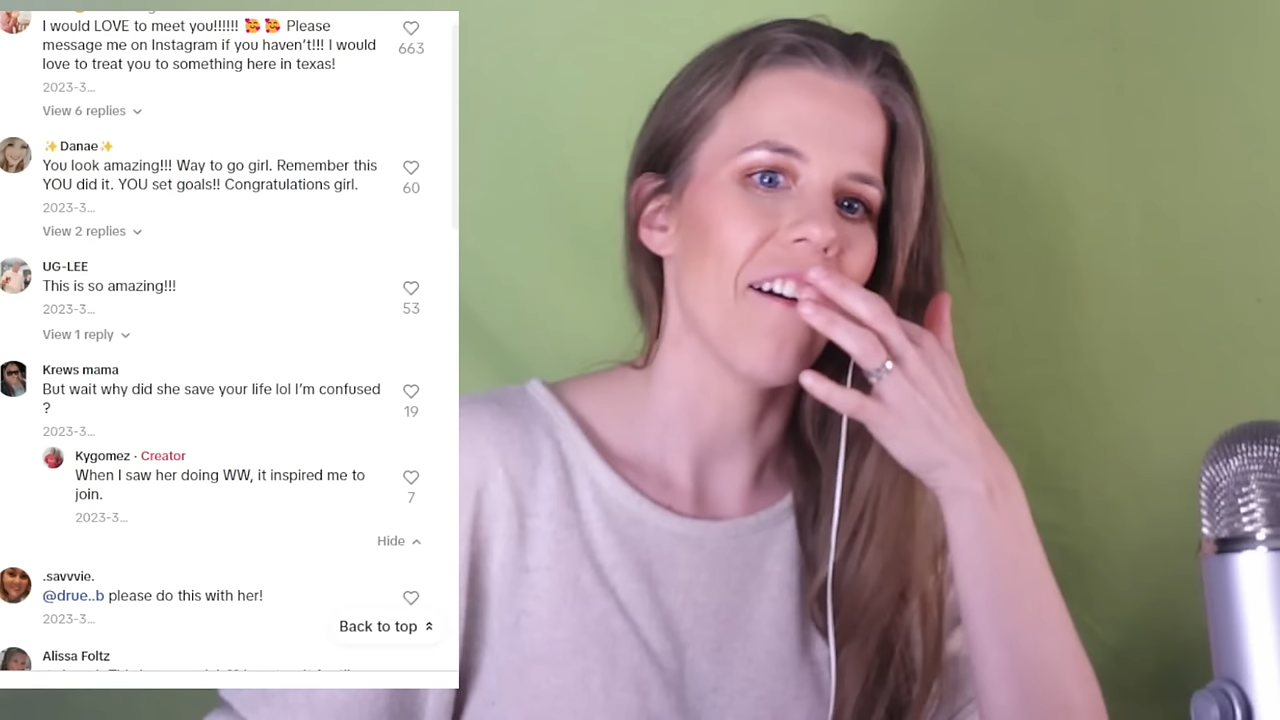 I would LOVE to meet you!!!!!! 🥰 🥰 Please
message me on Instagram if you haven't!!! I would
love to treat you to something here in texas!
663
2023-3...
View 6 replies
✨Danae✨
You look amazing!!! Way to go girl. Remember this
YOU did it. YOU set goals!! Congratulations girl.
60
2023-3...
View 2 replies
UG-LEE
This is so amazing!!!
53
2023-3...
View 1 reply
Krews mama
But wait why did she save your life lol I'm confused
?
19
2023-3...
Kygomez · Creator
When I saw her doing WW, it inspired me to
join.
7
2023-3...
Hide
.savvvie.
@drue..b please do this with her!
2023-3...
Back to top
Alissa Foltz